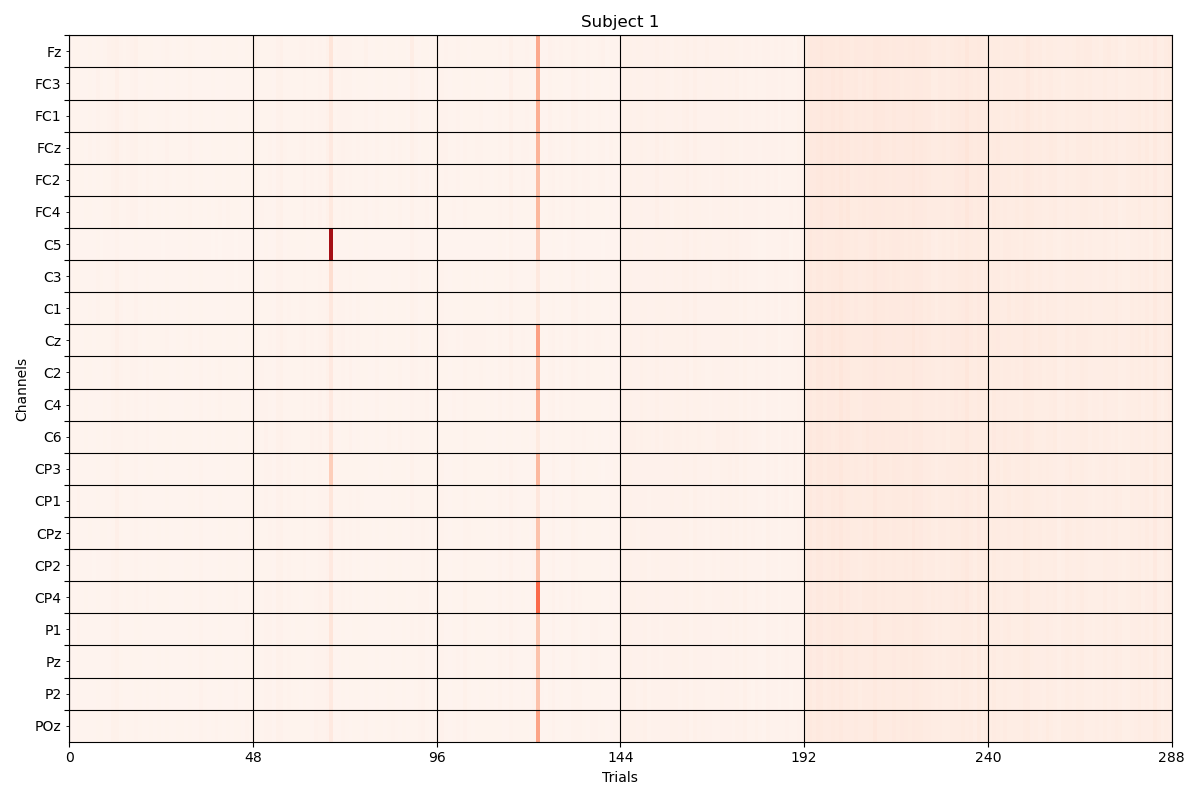 Subject 1
Fz
FC3
FC1
FCz
FC2
FC4
C5
C3
C1
Cz
C2
C4
C6
CP3
CP1
CPz
CP2
CP4
P1
Pz
P2
POz
Channels
0 48 96 144 192 240 288
Trials